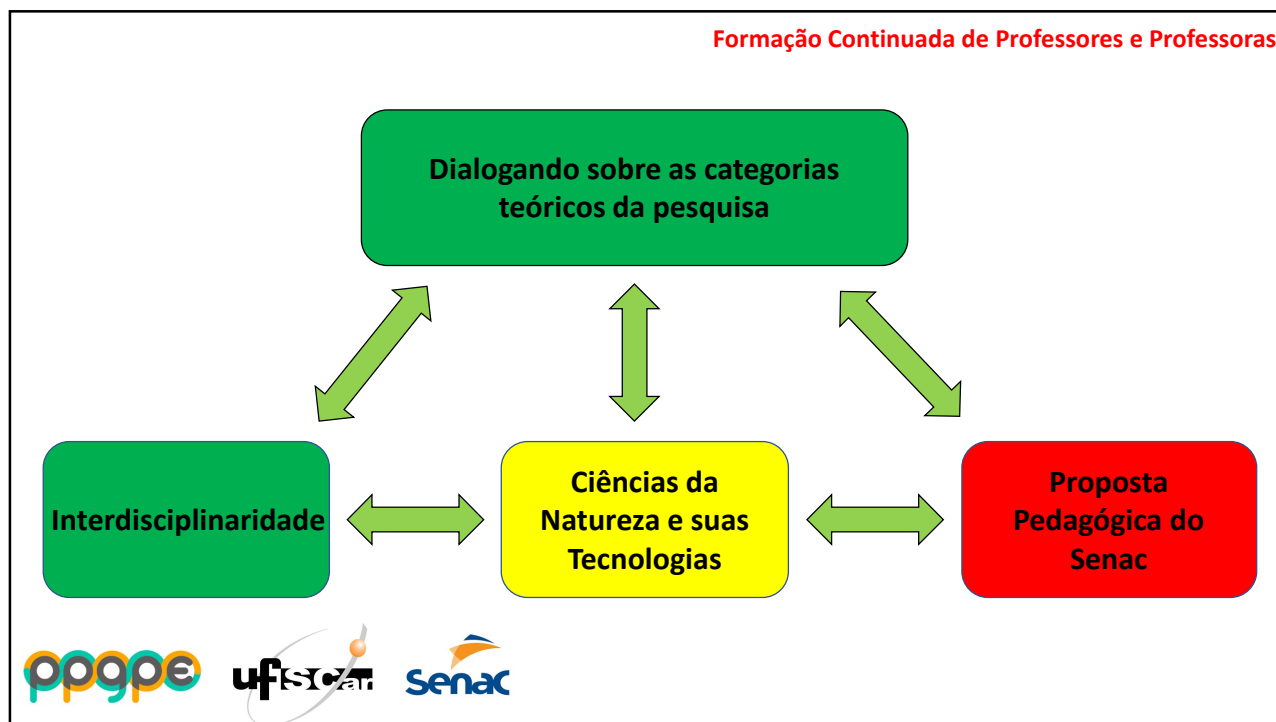 Formação Continuada de Professores e Professoras
Dialogando sobre as categorias
teóricos da pesquisa
Interdisciplinaridade
Ciências da
Natureza e suas
Tecnologias
Proposta
Pedagógica do
Senac
ppgpe
ufscar
senac